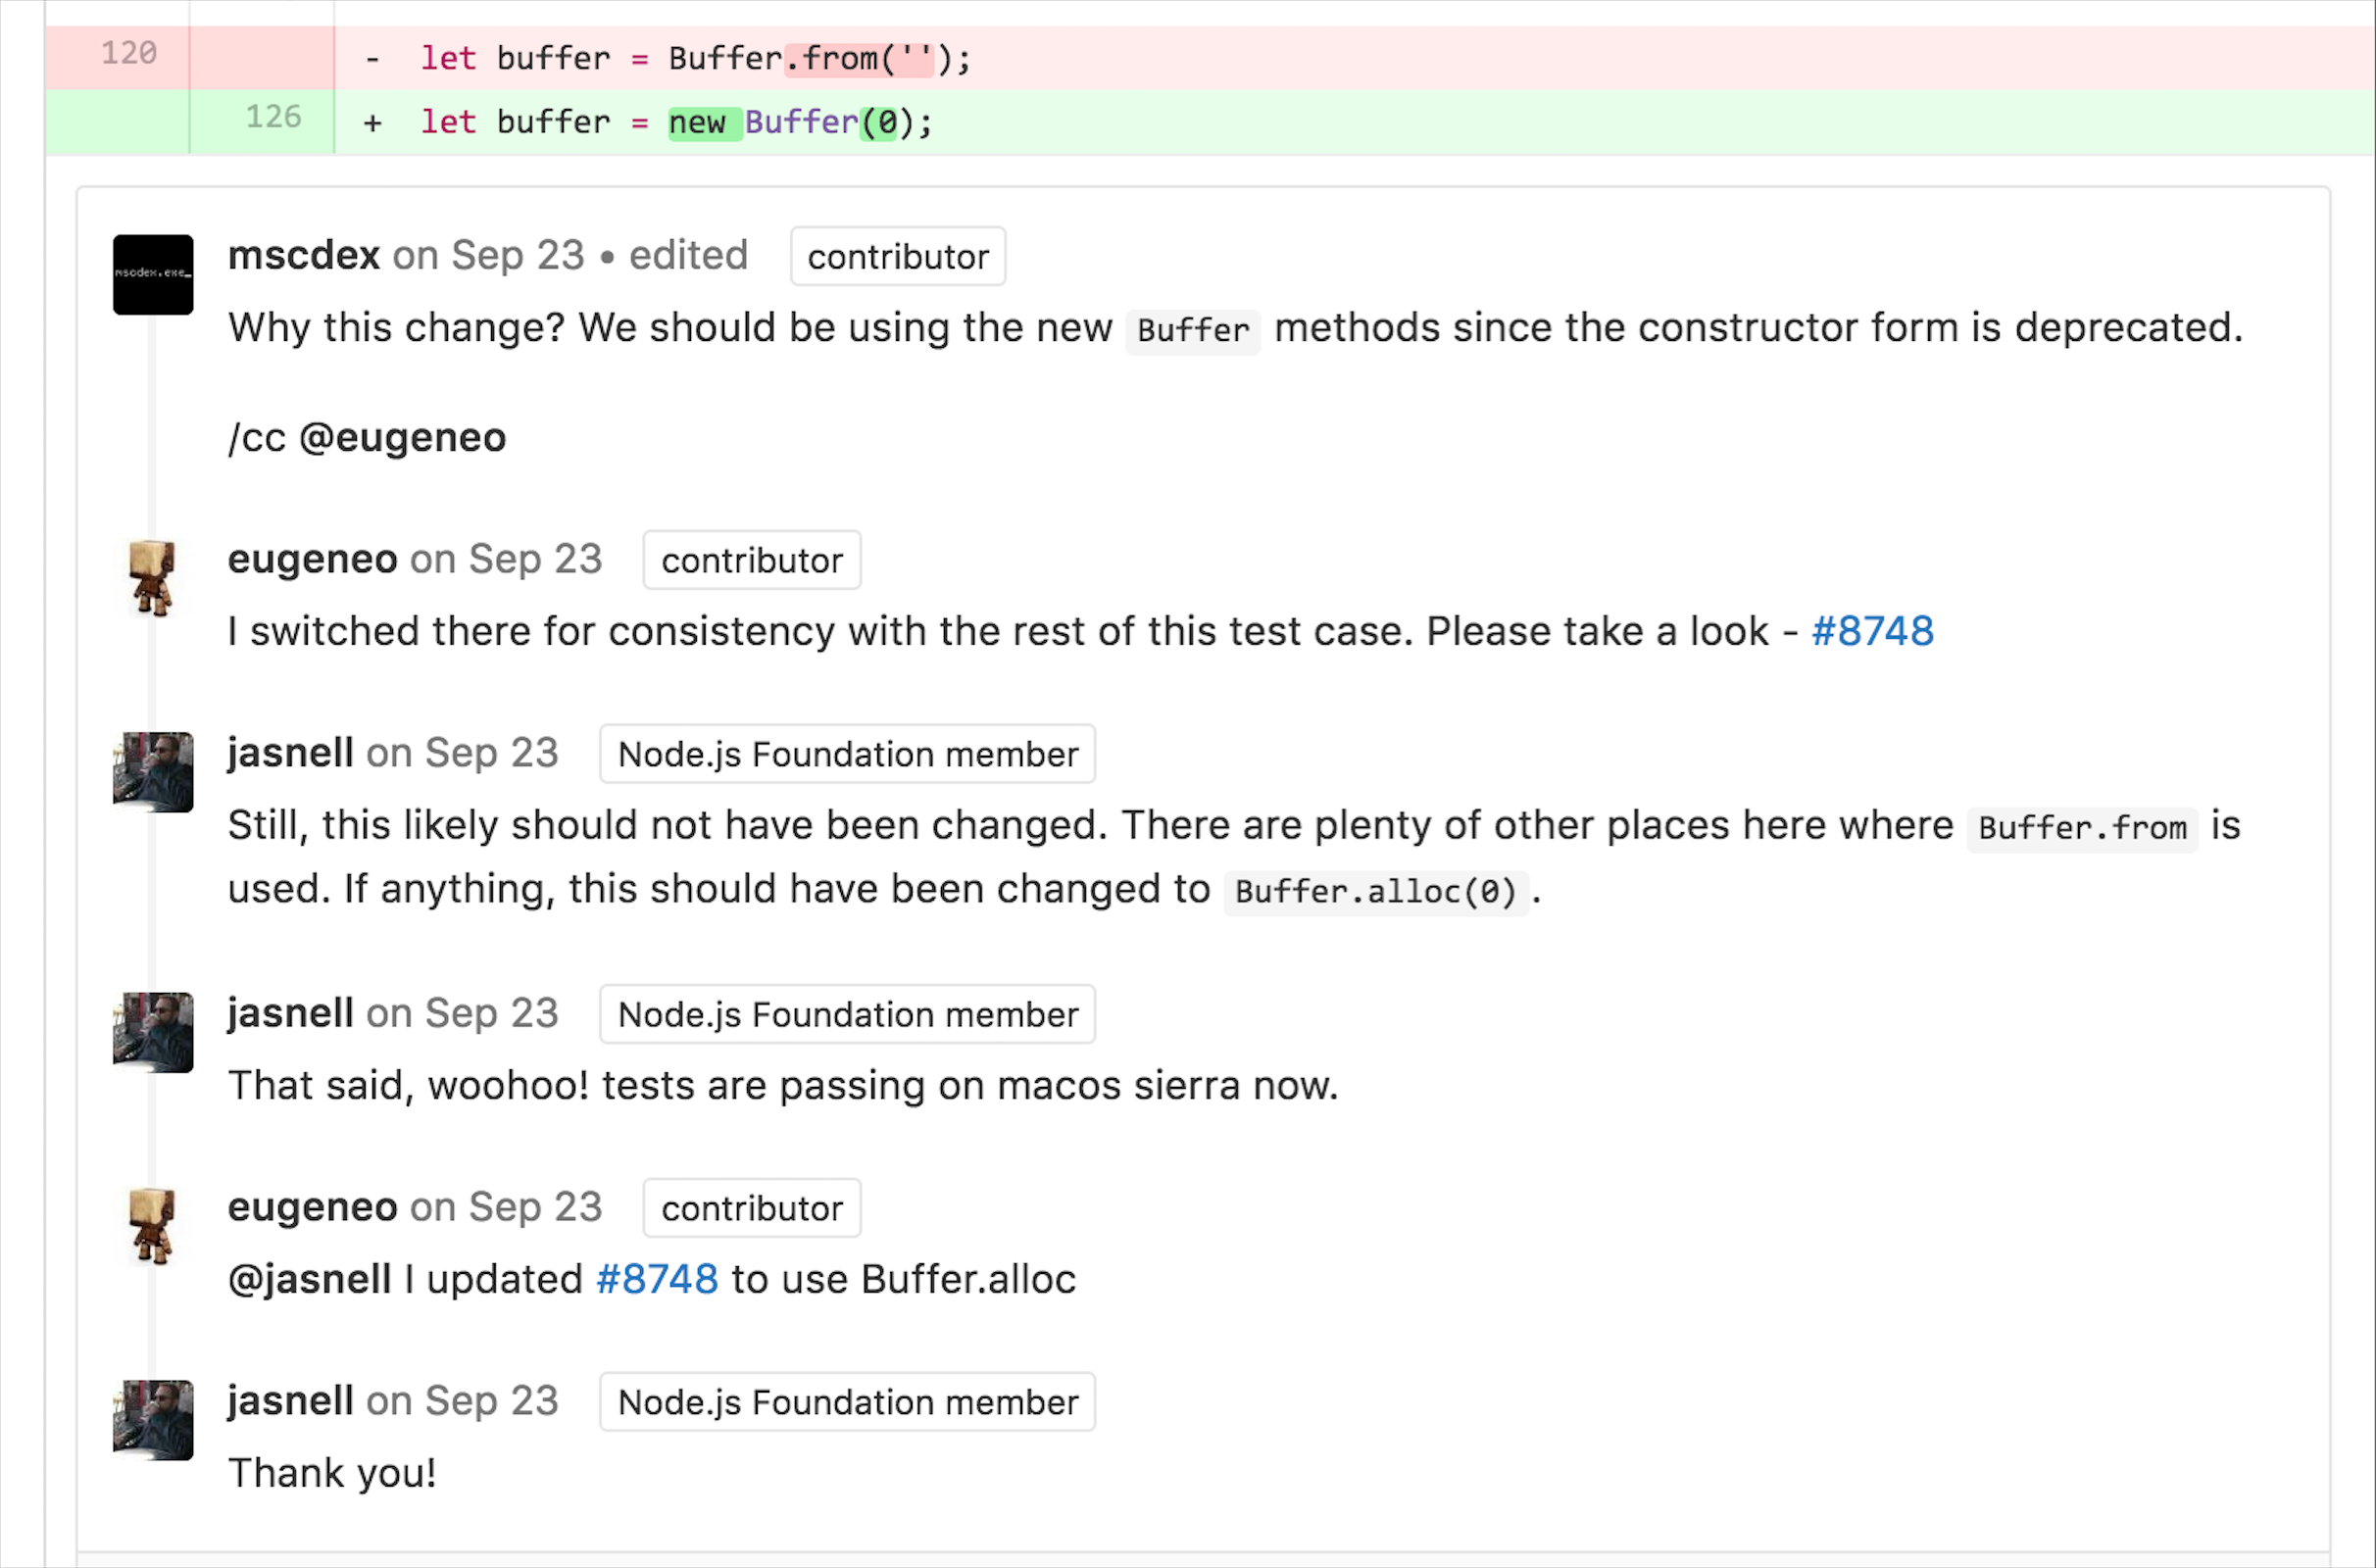 120 - let buffer = Buffer.from('');
126 + let buffer = new Buffer(0);
mscdex.exe_
mscdex on Sep 23 • edited contributor
Why this change? We should be using the new Buffer methods since the constructor form is deprecated.
/cc @eugeneo
eugeneo on Sep 23 contributor
I switched there for consistency with the rest of this test case. Please take a look - #8748
jasnell on Sep 23 Node.js Foundation member
Still, this likely should not have been changed. There are plenty of other places here where Buffer.from is
used. If anything, this should have been changed to Buffer.alloc(0).
jasnell on Sep 23 Node.js Foundation member
That said, woohoo! tests are passing on macos sierra now.
eugeneo on Sep 23 contributor
@jasnell I updated #8748 to use Buffer.alloc
jasnell on Sep 23 Node.js Foundation member
Thank you!